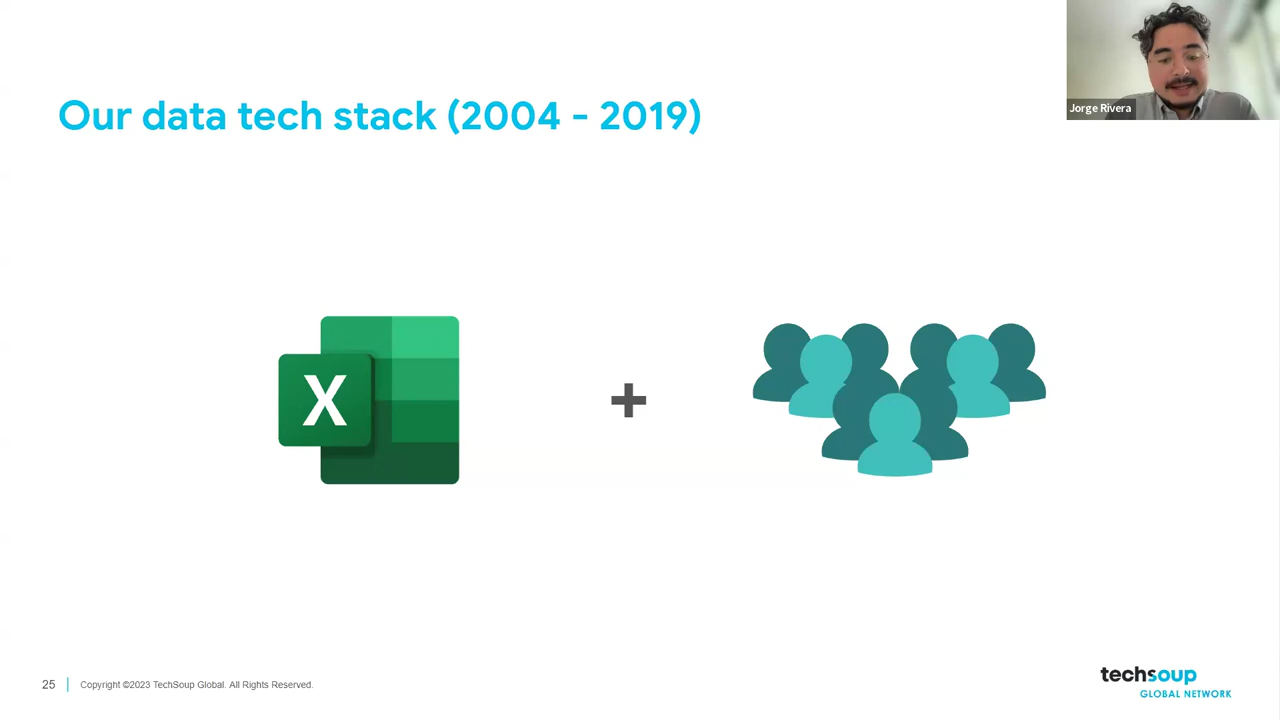 Our data tech stack (2004 - 2019)
Jorge Rivera
X
+
25
Copyright ©2023 TechSoup Global. All Rights Reserved.
techsoup
GLOBAL NETWORK